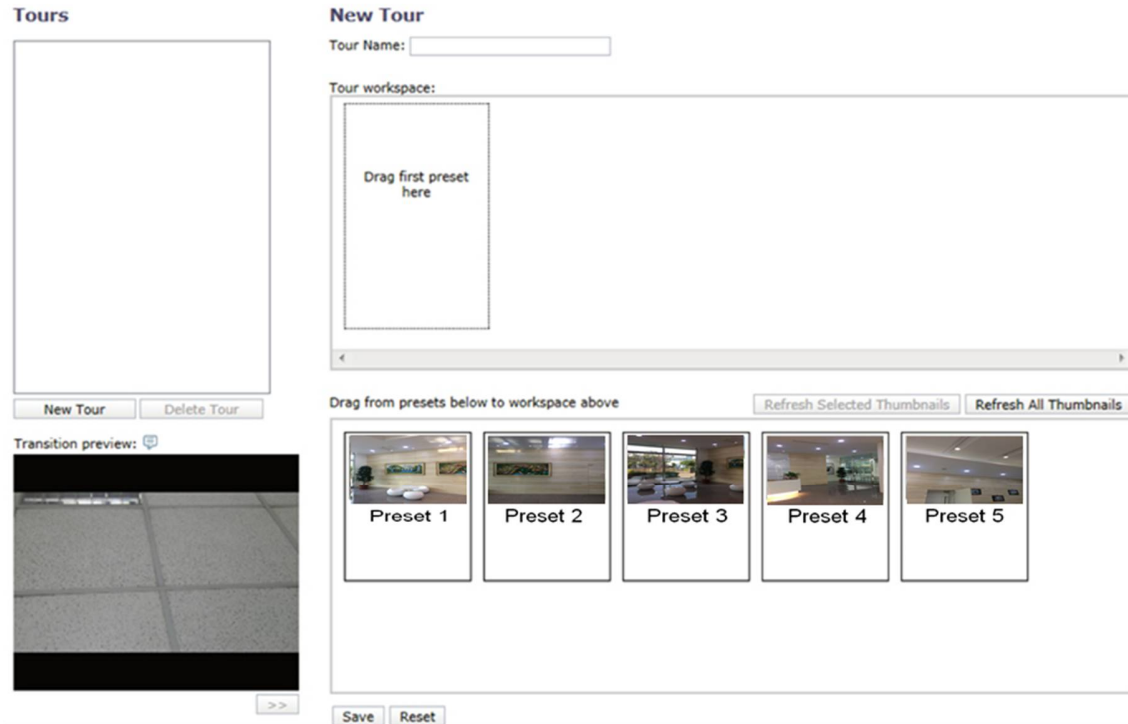 Tours
New Tour
Delete Tour
Transition preview:
>>
New Tour
Tour Name:
Tour workspace:
Drag first preset
here
Drag from presets below to workspace above
Refresh Selected Thumbnails
Refresh All Thumbnails
Preset 1
Preset 2
Preset 3
Preset 4
Preset 5
Save
Reset